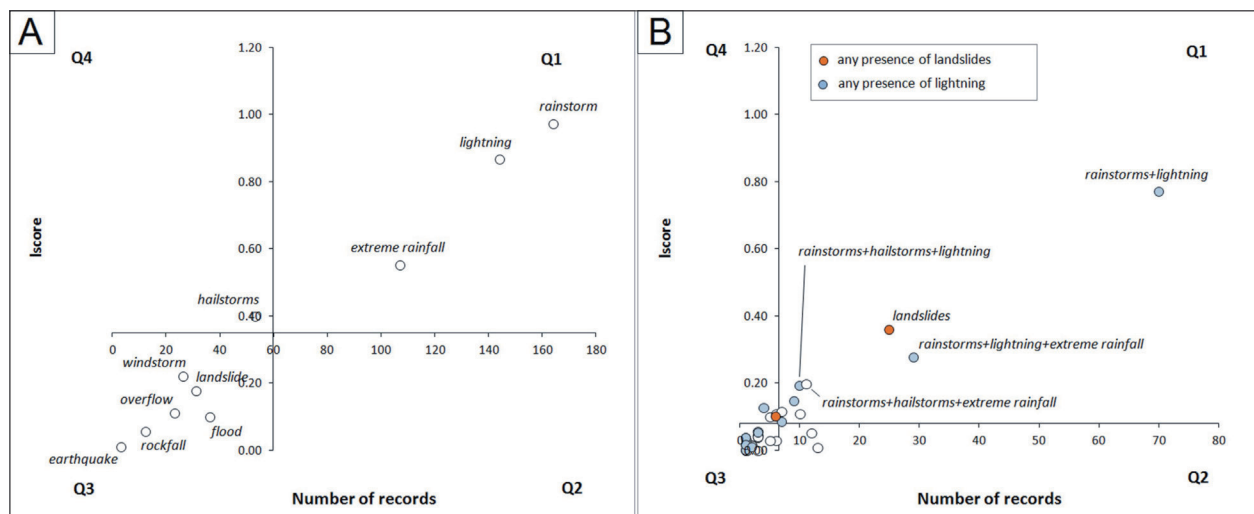 A
Q4
Q1
1.20
1.00
0.80
0.60
0.40
0.20
0.00
Iscore
rainstorm
lightning
extreme rainfall
hailstorms
0 20 40 60 80 100 120 140 160 180
windstorm
landslide
overflow
flood
rockfall
earthquake
Q3
Q2
Number of records
B
Q4
Q1
any presence of landslides
any presence of lightning
1.20
1.00
0.80
0.60
0.40
0.20
0.00
Iscore
rainstorms+lightning
rainstorms+hailstorms+lightning
landslides
rainstorms+lightning+extreme rainfall
rainstorms+hailstorms+extreme rainfall
0 10 20 30 40 50 60 70 80
Q3
Q2
Number of records